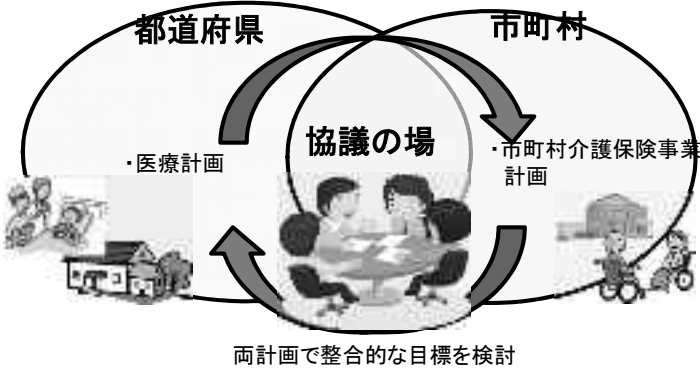 都道府県
市町村
協議の場
・医療計画
・市町村介護保険事業
計画
両計画で整合的な目標を検討